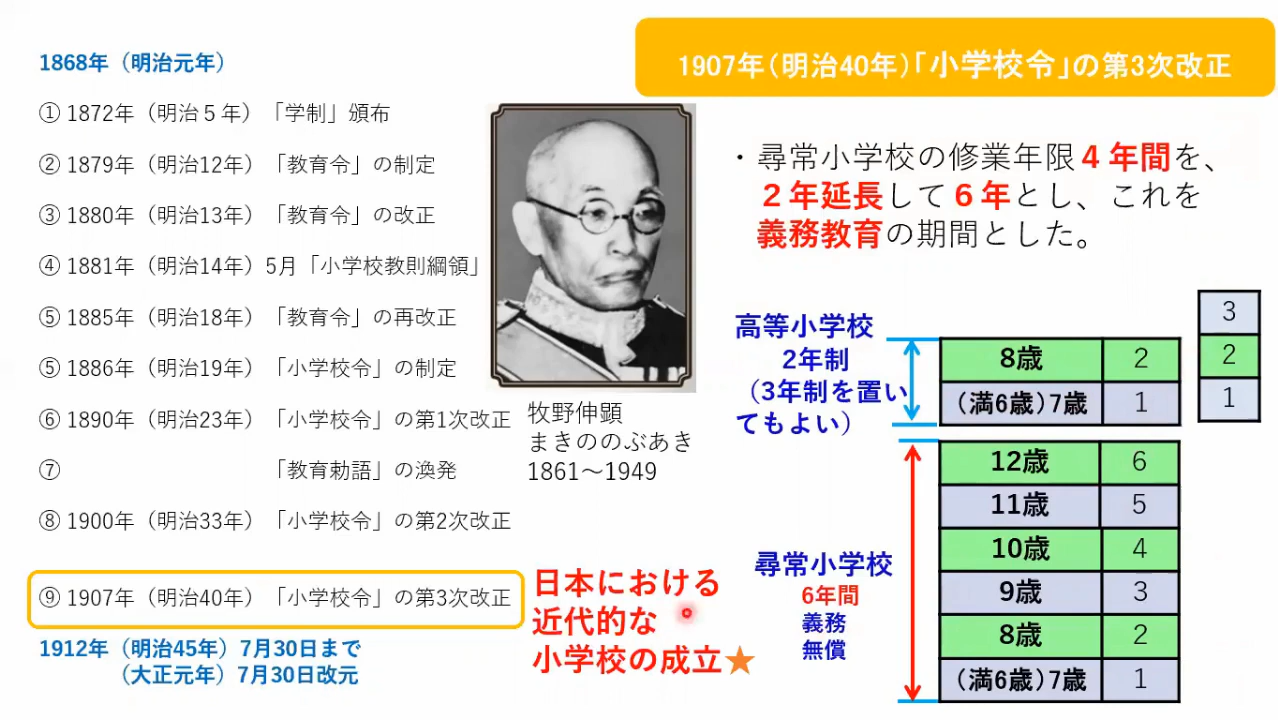 1868年（明治元年）
① 1872年（明治５年）「学制」頒布
② 1879年（明治12年）「教育令」の制定
③ 1880年（明治13年）「教育令」の改正
④ 1881年（明治14年）5月「小学校教則綱領」
⑤ 1885年（明治18年）「教育令」の再改正
⑤ 1886年（明治19年）「小学校令」の制定
⑥ 1890年（明治23年）「小学校令」の第1次改正
⑦ 「教育勅語」の渙発
⑧ 1900年（明治33年）「小学校令」の第2次改正
⑨ 1907年（明治40年）「小学校令」の第3次改正
1912年（明治45年）7月30日まで
（大正元年）7月30日改元
牧野伸顕
まきののぶあき
1861～1949
日本における
近代的な
小学校の成立★
1907年（明治40年）「小学校令」の第3次改正
・尋常小学校の修業年限４年間を、
２年延長して６年とし、これを
義務教育の期間とした。
高等小学校
2年制
（3年制を置い
てもよい）
8歳 2
（満6歳）7歳 1
3
2
1
尋常小学校
6年間
義務
無償
12歳 6
11歳 5
10歳 4
9歳 3
8歳 2
（満6歳）7歳 1